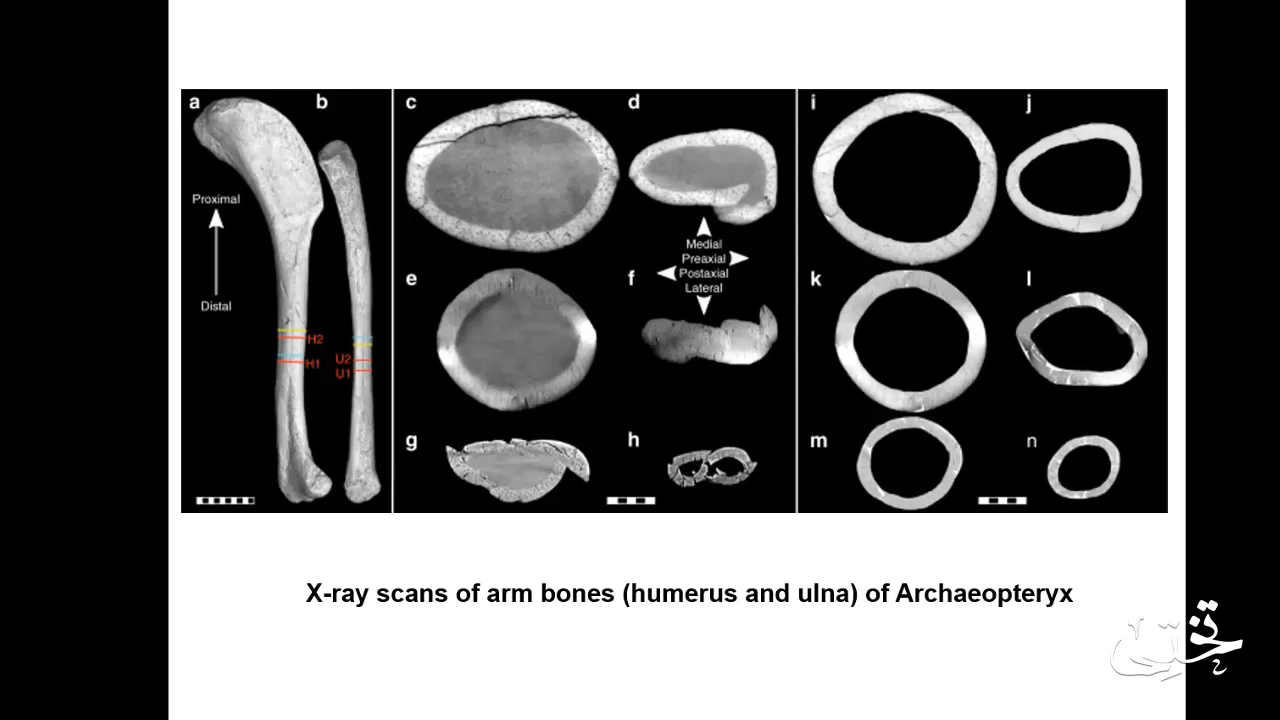 a
b
c
d
i
j
Proximal
Distal
Medial
Preaxial
Postaxial
Lateral
e
f
k
l
H2
H1
U2
U1
g
h
m
n
X-ray scans of arm bones (humerus and ulna) of Archaeopteryx